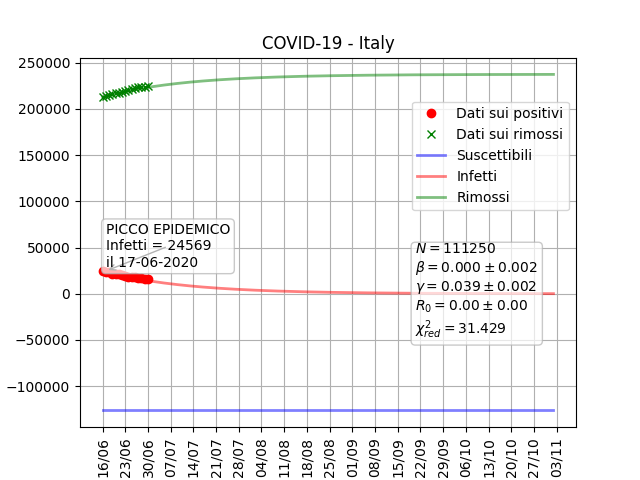 COVID-19 - Italy
250000
200000
150000
100000
50000
0
−50000
−100000
Dati sui positivi
Dati sui rimossi
Suscettibili
Infetti
Rimossi
PICCO EPIDEMICO
Infetti = 24569
il 17-06-2020
N = 111250
β = 0.000 ± 0.002
γ = 0.039 ± 0.002
R₀ = 0.00 ± 0.00
χ²red = 31.429
16/06
23/06
30/06
07/07
14/07
21/07
28/07
04/08
11/08
18/08
25/08
01/09
08/09
15/09
22/09
29/09
06/10
13/10
20/10
27/10
03/11